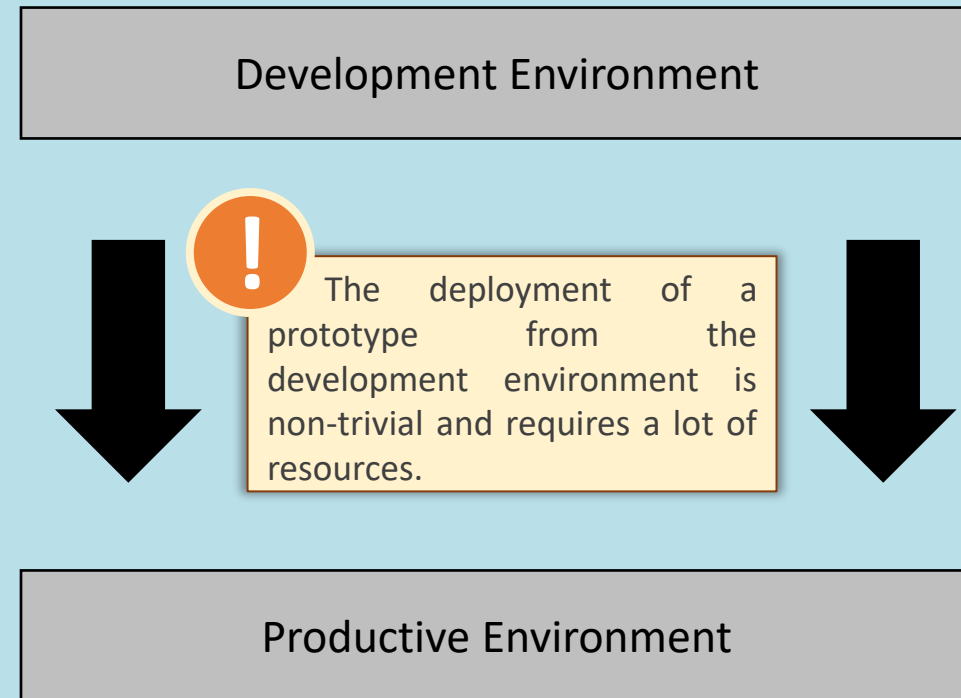 Development Environment
!
The deployment of a
prototype from the
development environment is
non-trivial and requires a lot of
resources.
Productive Environment